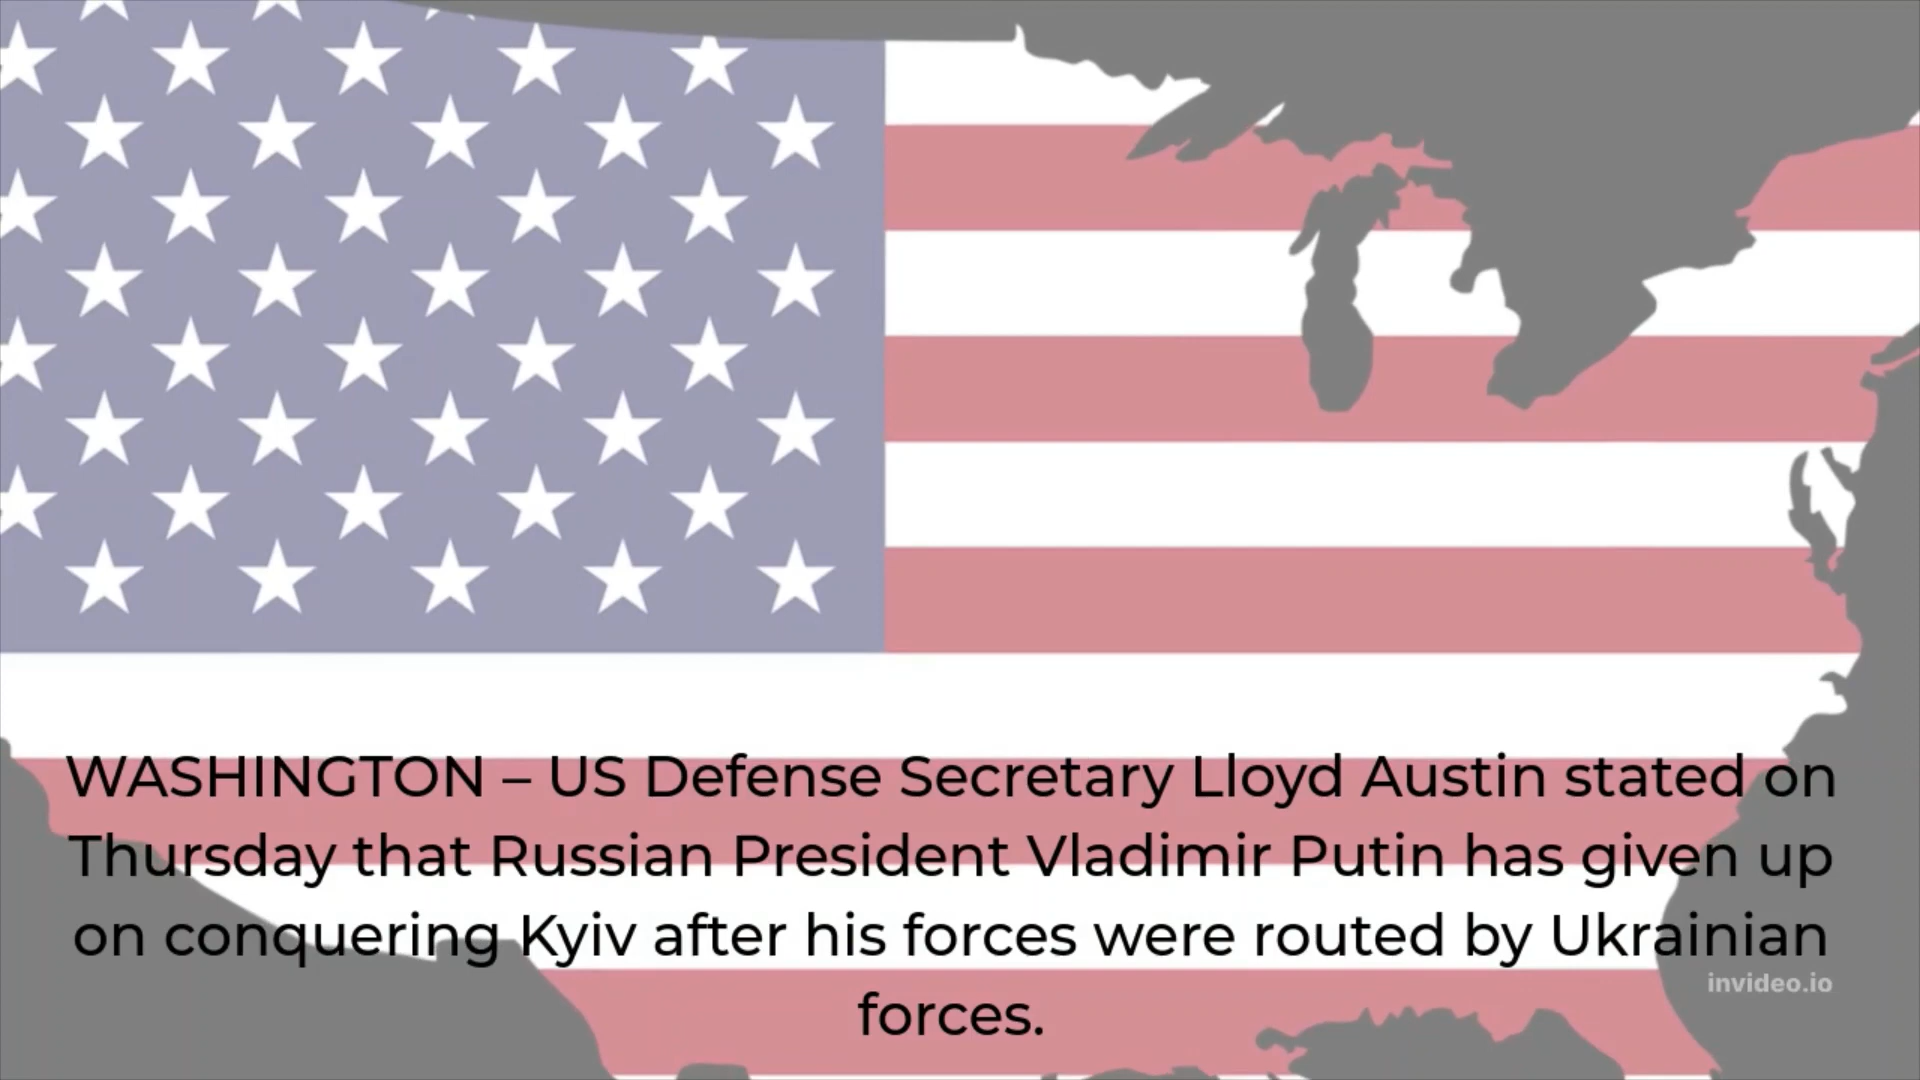 WASHINGTON – US Defense Secretary Lloyd Austin stated on
Thursday that Russian President Vladimir Putin has given up
on conquering Kyiv after his forces were routed by Ukrainian
forces.
invideo.io